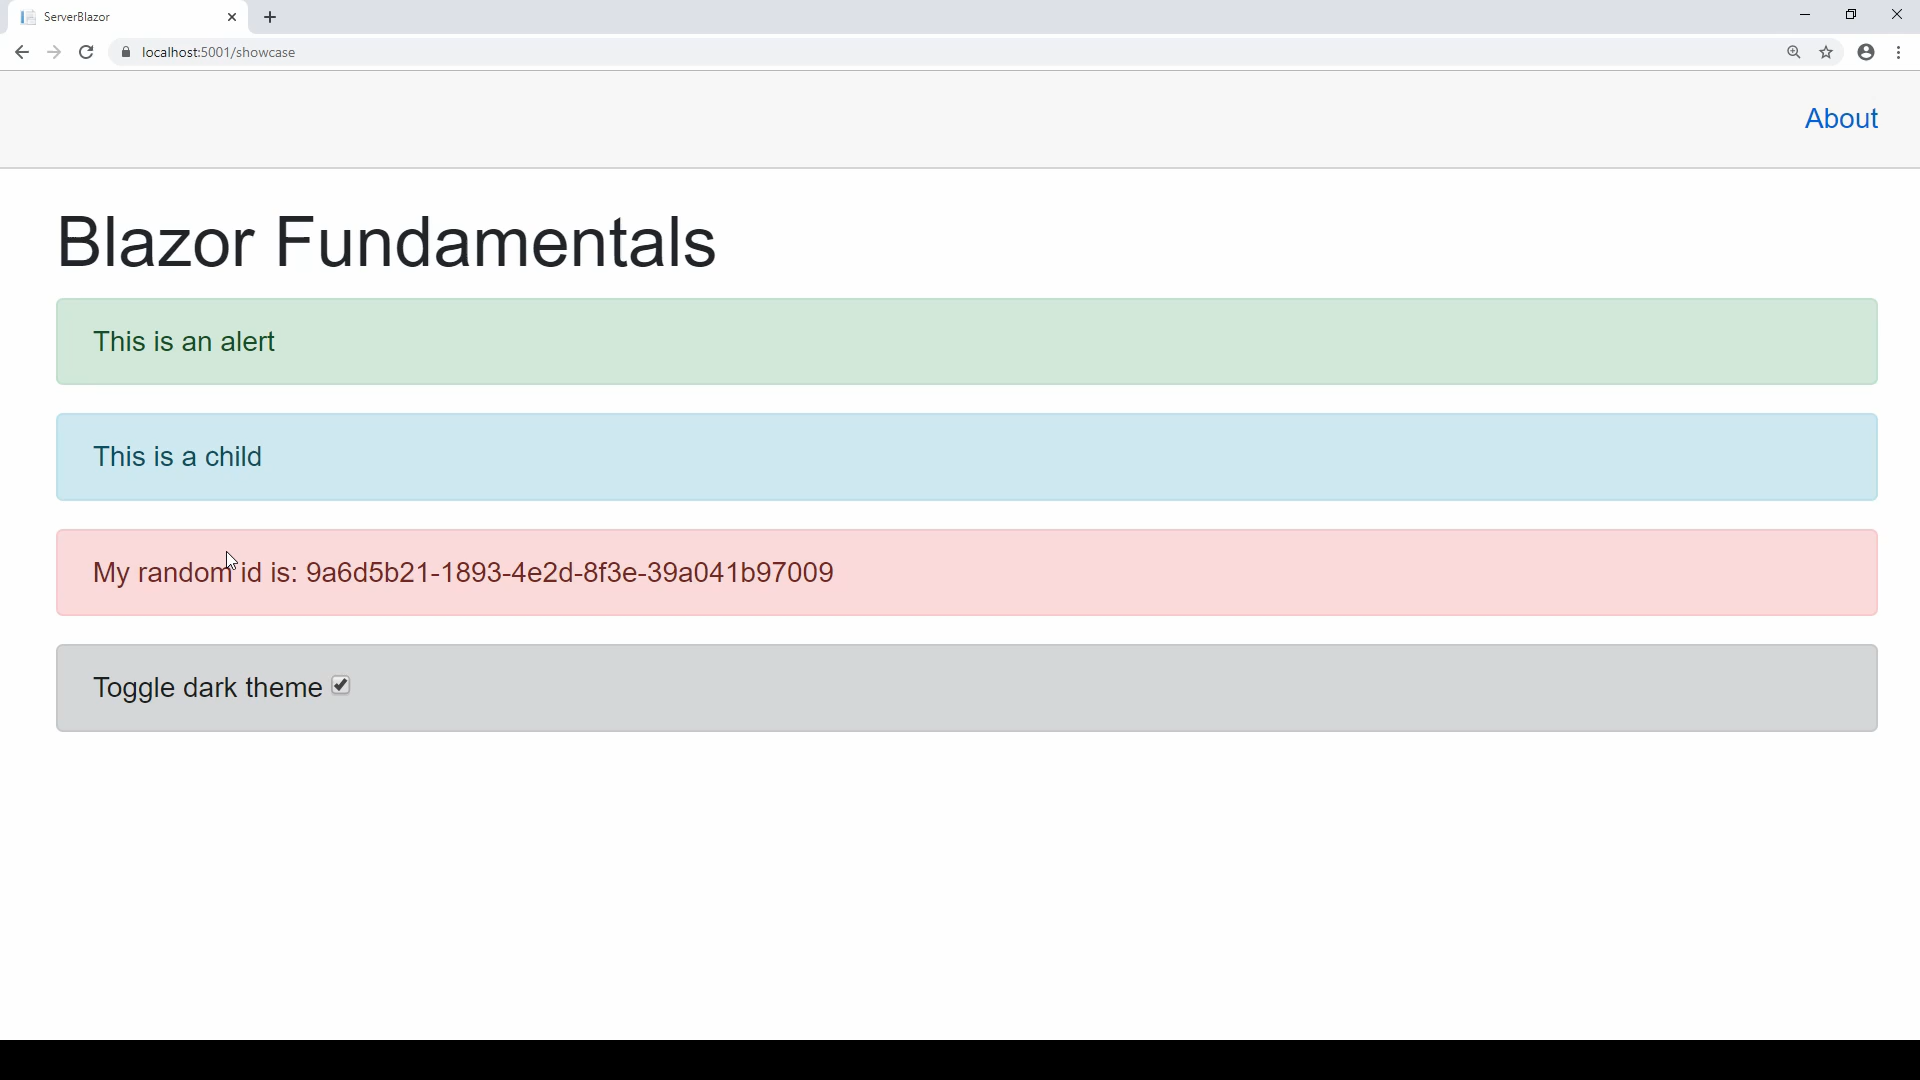 ServerBlazor
localhost:5001/showcase
About
Blazor Fundamentals
This is an alert
This is a child
My random id is: 9a6d5b21-1893-4e2d-8f3e-39a041b97009
Toggle dark theme